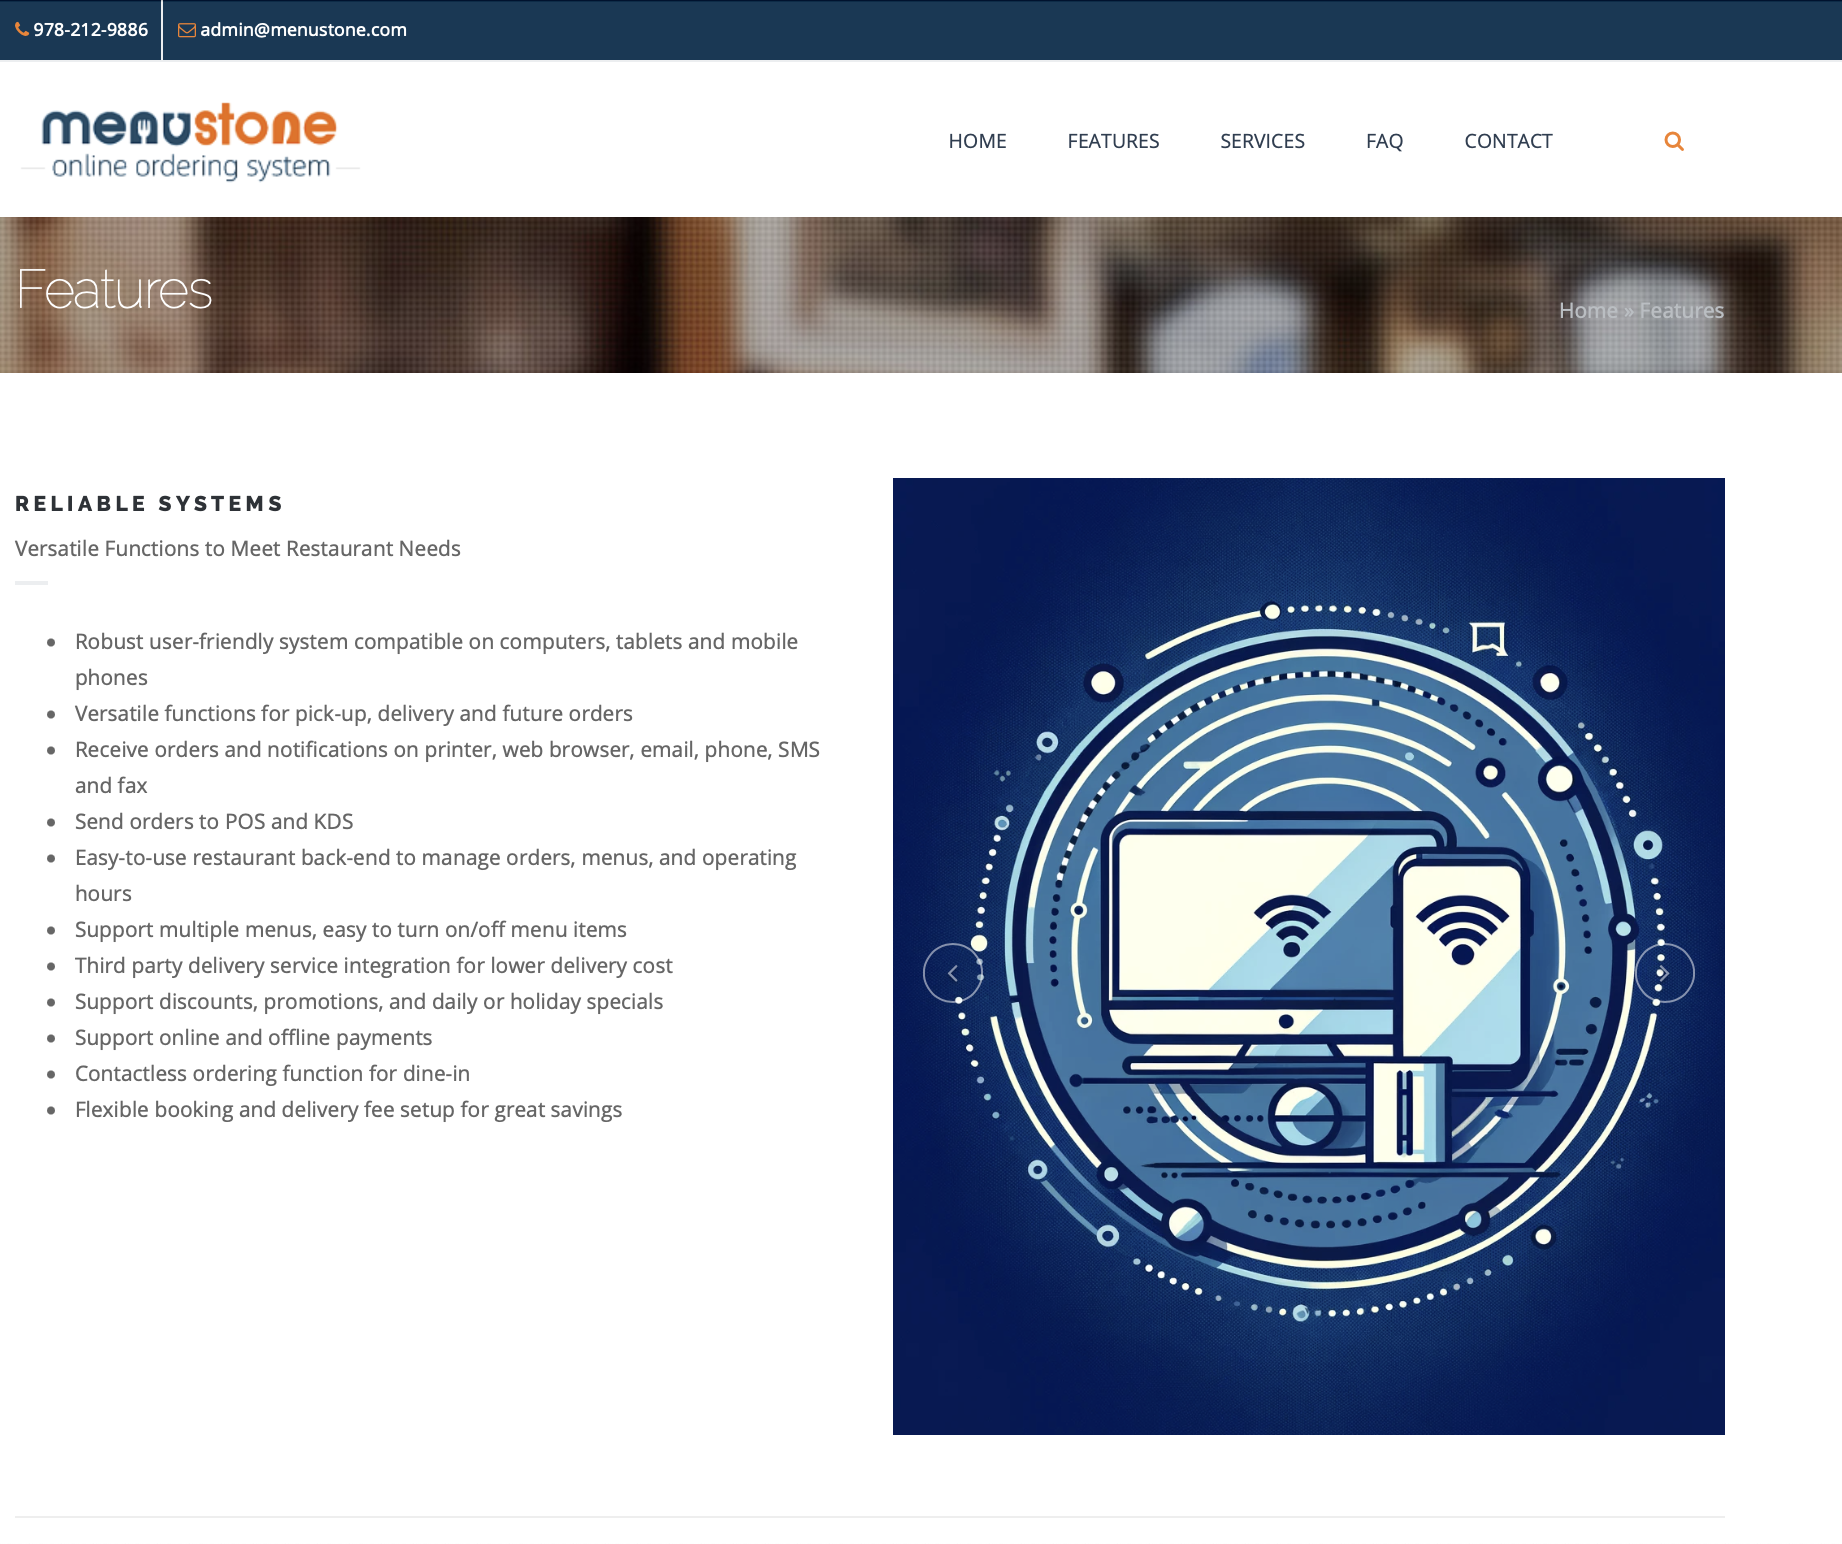 978-212-9886
admin@menustone.com
menustone
online ordering system
HOME
FEATURES
SERVICES
FAQ
CONTACT
Features
Home » Features
RELIABLE SYSTEMS
Versatile Functions to Meet Restaurant Needs
Robust user-friendly system compatible on computers, tablets and mobile
phones
Versatile functions for pick-up, delivery and future orders
Receive orders and notifications on printer, web browser, email, phone, SMS
and fax
Send orders to POS and KDS
Easy-to-use restaurant back-end to manage orders, menus, and operating
hours
Support multiple menus, easy to turn on/off menu items
Third party delivery service integration for lower delivery cost
Support discounts, promotions, and daily or holiday specials
Support online and offline payments
Contactless ordering function for dine-in
Flexible booking and delivery fee setup for great savings